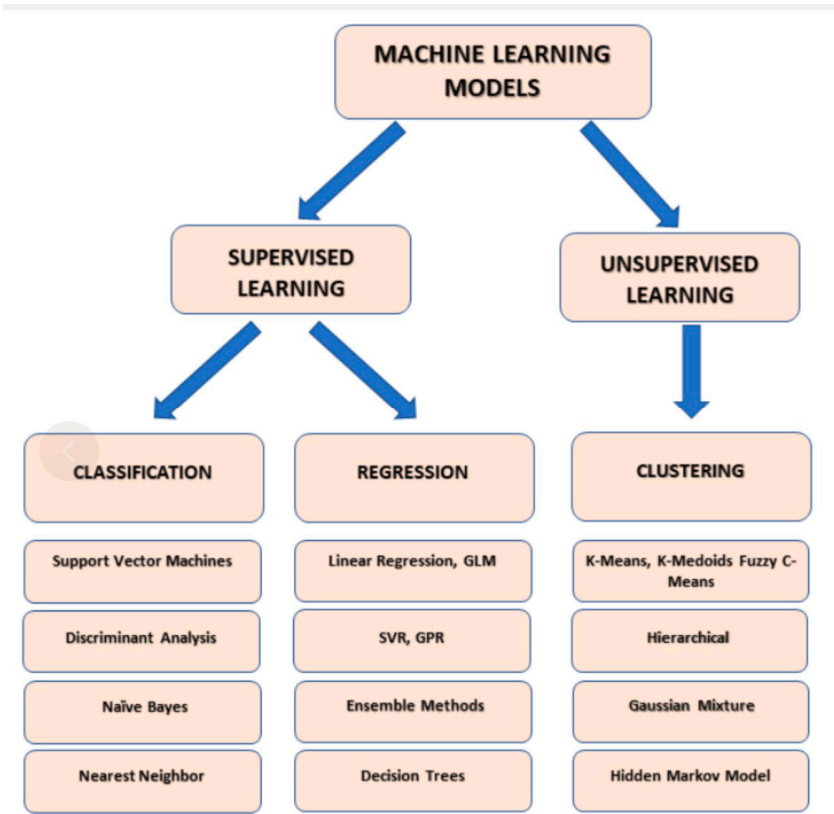 MACHINE LEARNING
MODELS
SUPERVISED
LEARNING
UNSUPERVISED
LEARNING
CLASSIFICATION
REGRESSION
CLUSTERING
Support Vector Machines
Linear Regression, GLM
K-Means, K-Medoids Fuzzy C-
Means
Discriminant Analysis
SVR, GPR
Hierarchical
Naïve Bayes
Ensemble Methods
Gaussian Mixture
Nearest Neighbor
Decision Trees
Hidden Markov Model